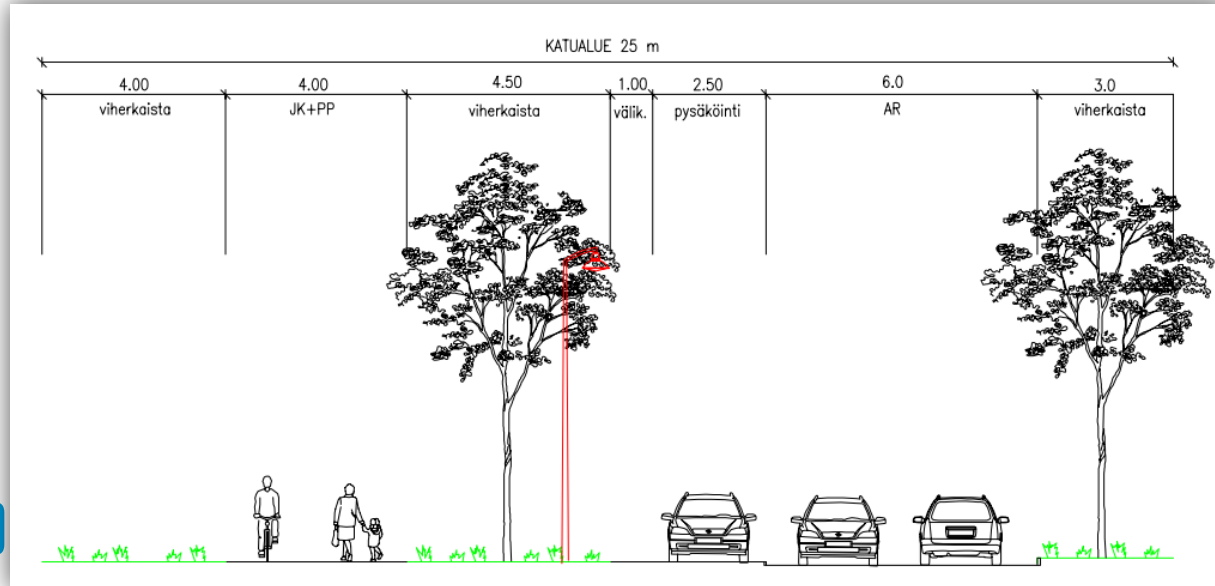 KATUALUE 25 m
4.00 4.00 4.50 1.00 2.50 6.0 3.0
viherkaista JK+PP viherkaista välik. pysäköinti AR viherkaista